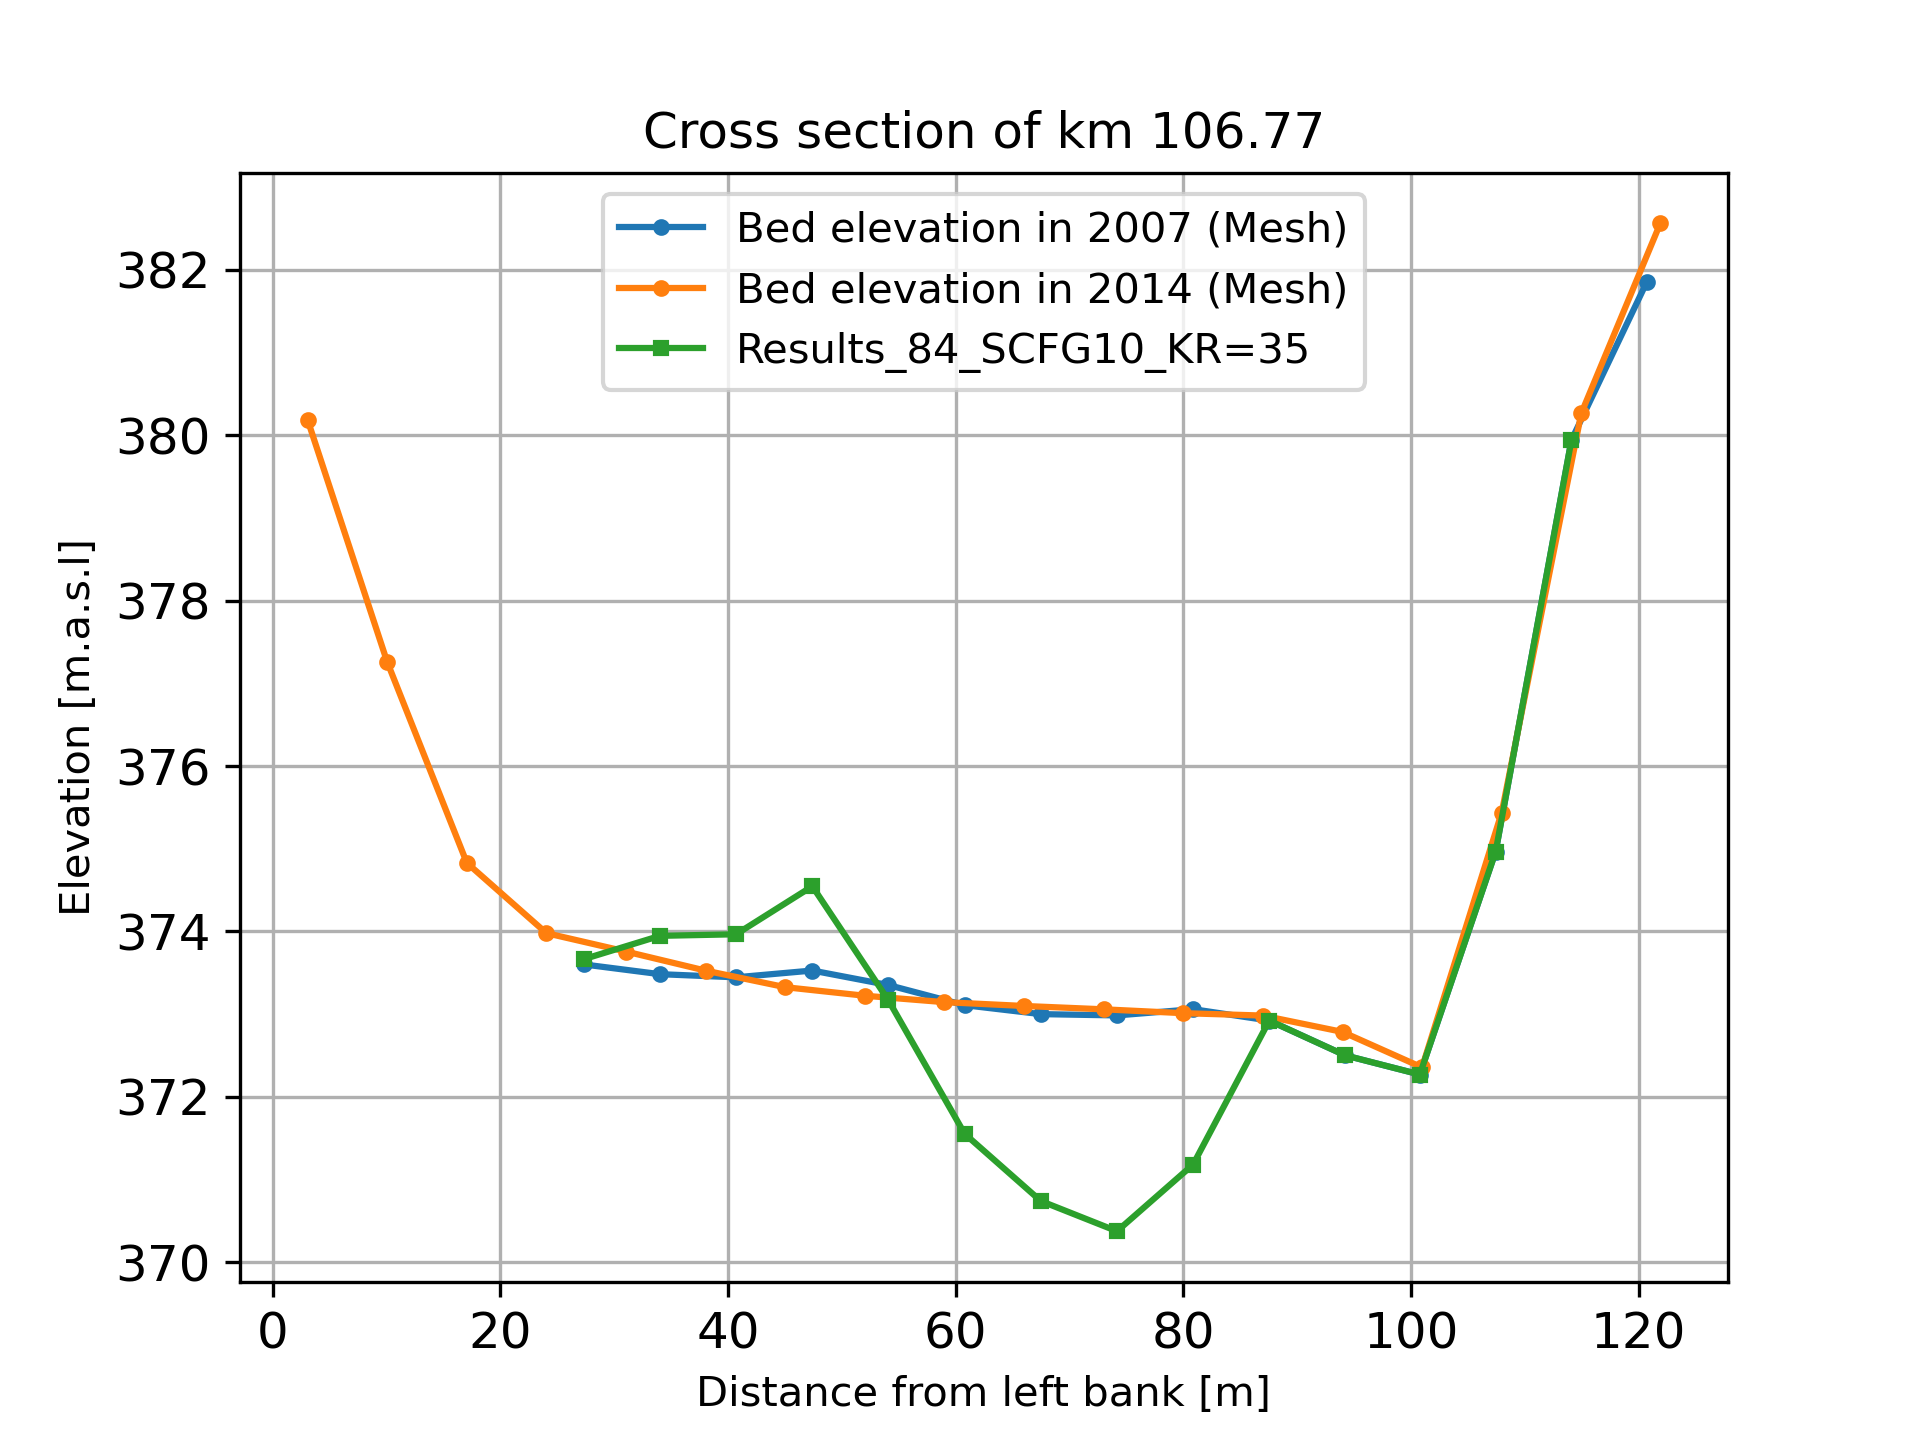 Cross section of km 106.77
Bed elevation in 2007 (Mesh)
Bed elevation in 2014 (Mesh)
Results_84_SCFG10_KR=35
Elevation [m.a.s.l]
382
380
378
376
374
372
370
0 20 40 60 80 100 120
Distance from left bank [m]